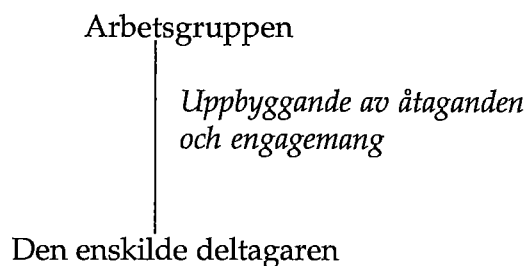 Arbetsgruppen
Uppbyggande av åtaganden
och engagemang
Den enskilde deltagaren